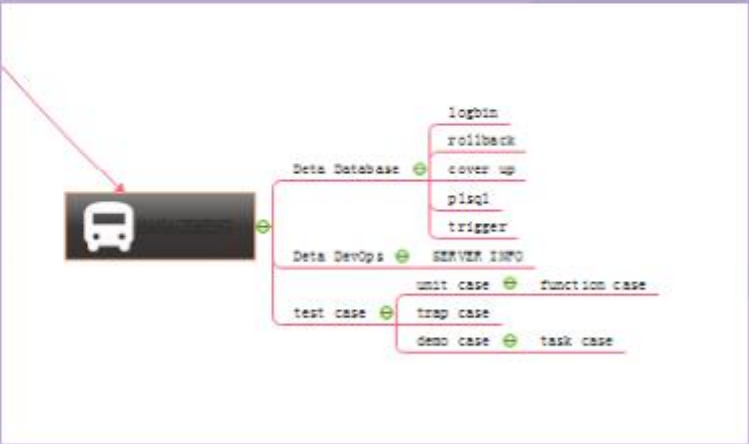 logbin
rollback
Deta Database cover up
plsql
trigger
MANAGEMENT
Deta DevOps SERVER INFO
unit case function case
test case trap case
demo case task case